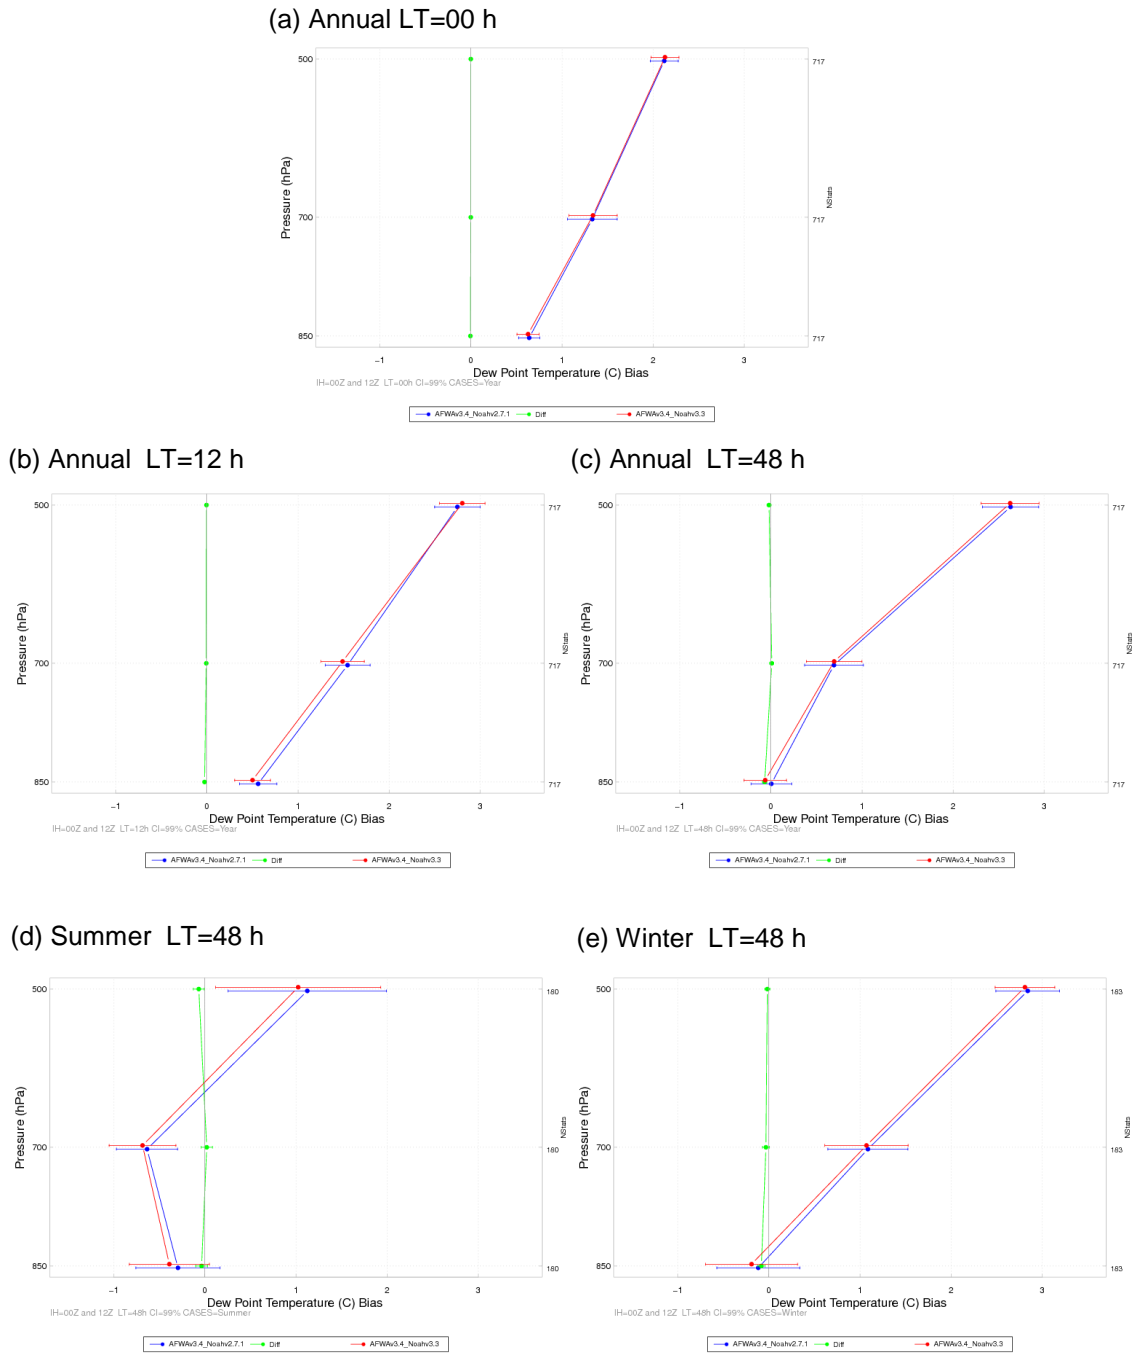 (a) Annual LT=00 h
500
717
700
717
850
717
Pressure (hPa)
NStats
−1 0 1 2 3
Dew Point Temperature (C) Bias
IH=00Z and 12Z LT=00h CI=99% CASES=Year
AFWAv3.4_Noahv2.7.1 Diff AFWAv3.4_Noahv3.3
(b) Annual LT=12 h
500
717
700
717
850
717
Pressure (hPa)
NStats
−1 0 1 2 3
Dew Point Temperature (C) Bias
IH=00Z and 12Z LT=12h CI=99% CASES=Year
AFWAv3.4_Noahv2.7.1 Diff AFWAv3.4_Noahv3.3
(c) Annual LT=48 h
500
717
700
717
850
717
Pressure (hPa)
NStats
−1 0 1 2 3
Dew Point Temperature (C) Bias
IH=00Z and 12Z LT=48h CI=99% CASES=Year
AFWAv3.4_Noahv2.7.1 Diff AFWAv3.4_Noahv3.3
(d) Summer LT=48 h
500
180
700
180
850
180
Pressure (hPa)
NStats
−1 0 1 2 3
Dew Point Temperature (C) Bias
IH=00Z and 12Z LT=48h CI=99% CASES=Summer
AFWAv3.4_Noahv2.7.1 Diff AFWAv3.4_Noahv3.3
(e) Winter LT=48 h
500
183
700
183
850
183
Pressure (hPa)
NStats
−1 0 1 2 3
Dew Point Temperature (C) Bias
IH=00Z and 12Z LT=48h CI=99% CASES=Winter
AFWAv3.4_Noahv2.7.1 Diff AFWAv3.4_Noahv3.3